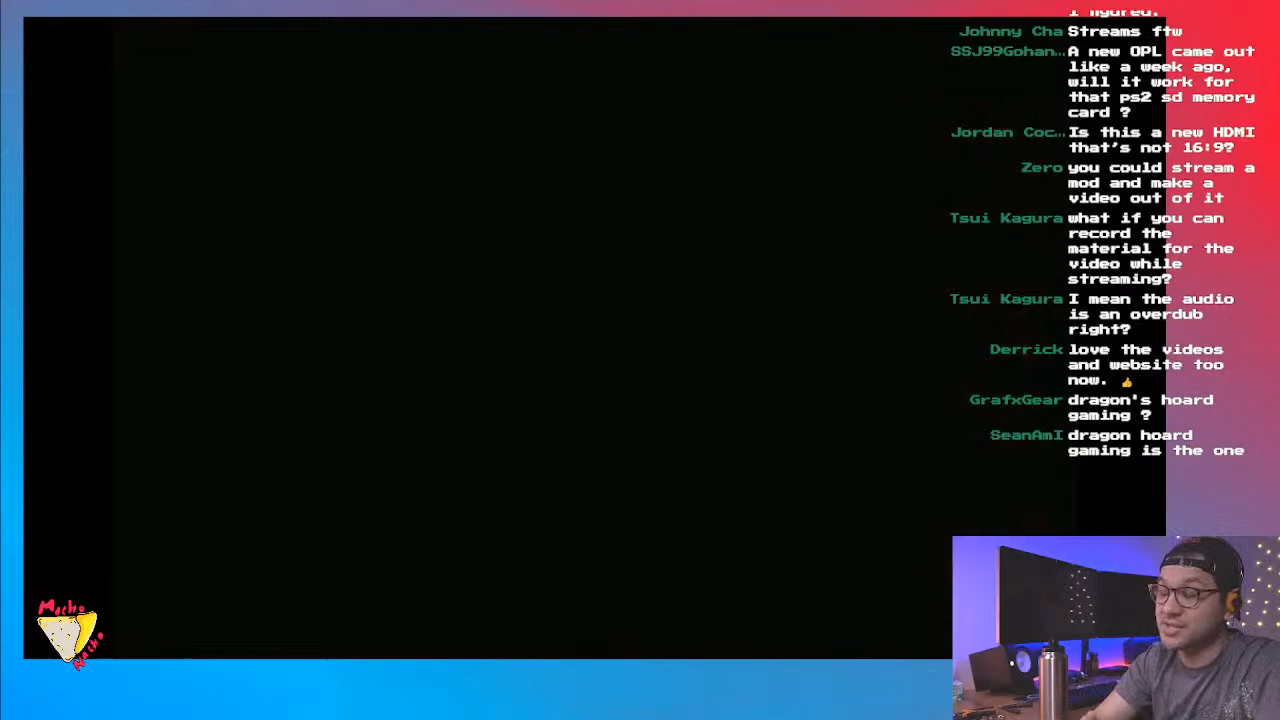 I figured.
Johnny Cha Streams ftw
SSJ99Gohan... A new OPL came out
like a week ago,
will it work for
that ps2 sd memory
card ?
Jordan Coc... Is this a new HDMI
that's not 16:9?
Zero you could stream a
mod and make a
video out of it
Tsui Kagura what if you can
record the
material for the
video while
streaming?
Tsui Kagura I mean the audio
is an overdub
right?
Derrick love the videos
and website too
now. 👍
GrafxGear dragon's hoard
gaming ?
SeanAmI dragon hoard
gaming is the one
Macho
Nacho